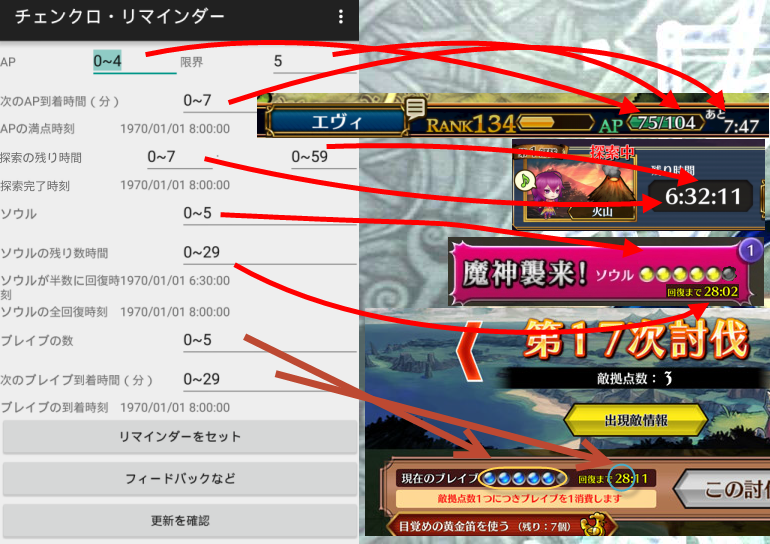 チェンクロ・リマインダー
AP 0~4 限界 5
次のAP到着時間(分) 0~7
APの満点時刻 1970/01/01 8:00:00
探索の残り時間 0~7 : 0~59
探索完了時刻 1970/01/01 8:00:00
ソウル 0~5
ソウルの残り数時間 0~29
ソウルが半数に回復時刻 1970/01/01 6:30:00
ソウルの全回復時刻 1970/01/01 8:00:00
ブレイブの数 0~5
次のブレイブ到着時間(分) 0~29
ブレイブの到着時刻 1970/01/01 8:00:00
リマインダーをセット
フィードバックなど
更新を確認
エヴィ RANK134 AP 75/104 あと 7:47
探索中
残り時間
6:32:11
火山
魔神襲来! ソウル 1
回復まで 28:02
第17次討伐
敵拠点数:3
出現敵情報
現在のブレイブ 回復まで 28:11
敵拠点数1つにつきブレイブを1消費します
この討伐
目覚めの黄金笛を使う (残り:7個)